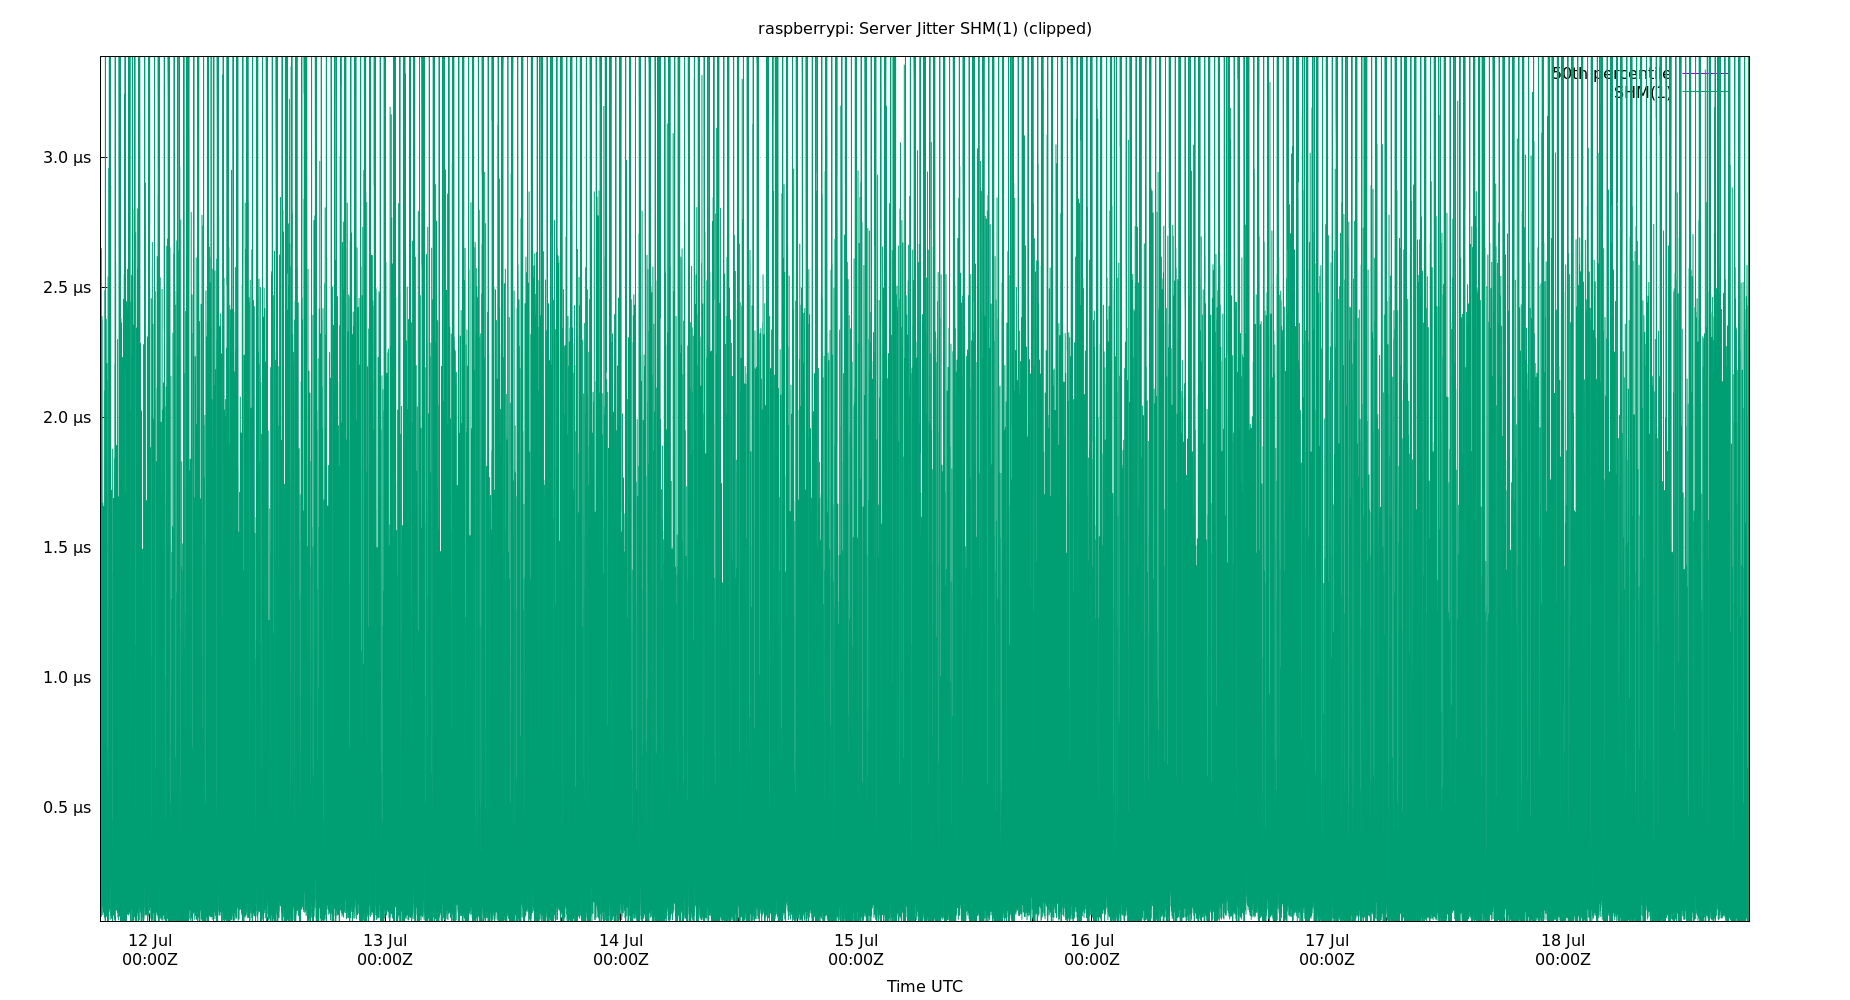 raspberrypi: Server Jitter SHM(1) (clipped)
50th percentile
SHM(1)
3.0 µs
2.5 µs
2.0 µs
1.5 µs
1.0 µs
0.5 µs
12 Jul 13 Jul 14 Jul 15 Jul 16 Jul 17 Jul 18 Jul
00:00Z 00:00Z 00:00Z 00:00Z 00:00Z 00:00Z 00:00Z
Time UTC